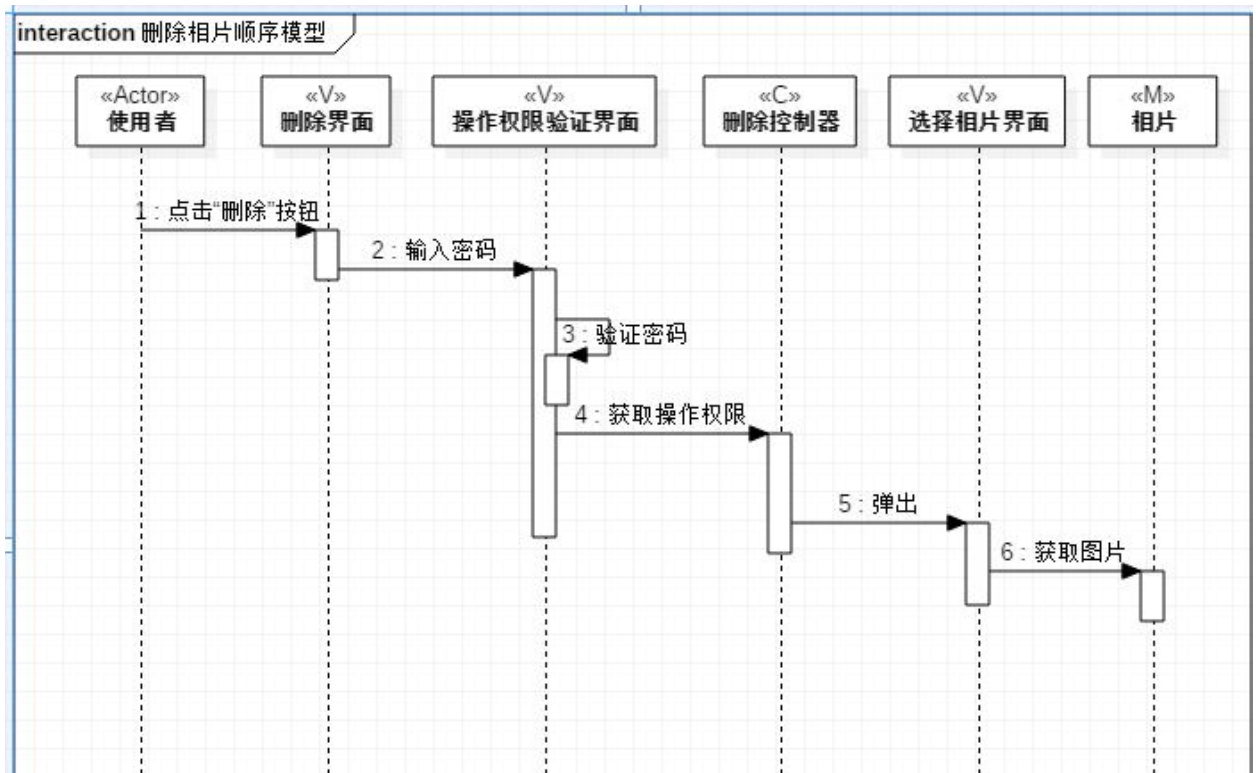 interaction 删除相片顺序模型
«Actor»
使用者
«V»
删除界面
«V»
操作权限验证界面
«C»
删除控制器
«V»
选择相片界面
«M»
相片
1 : 点击“删除”按钮
2 : 输入密码
3 : 验证密码
4 : 获取操作权限
5 : 弹出
6 : 获取图片